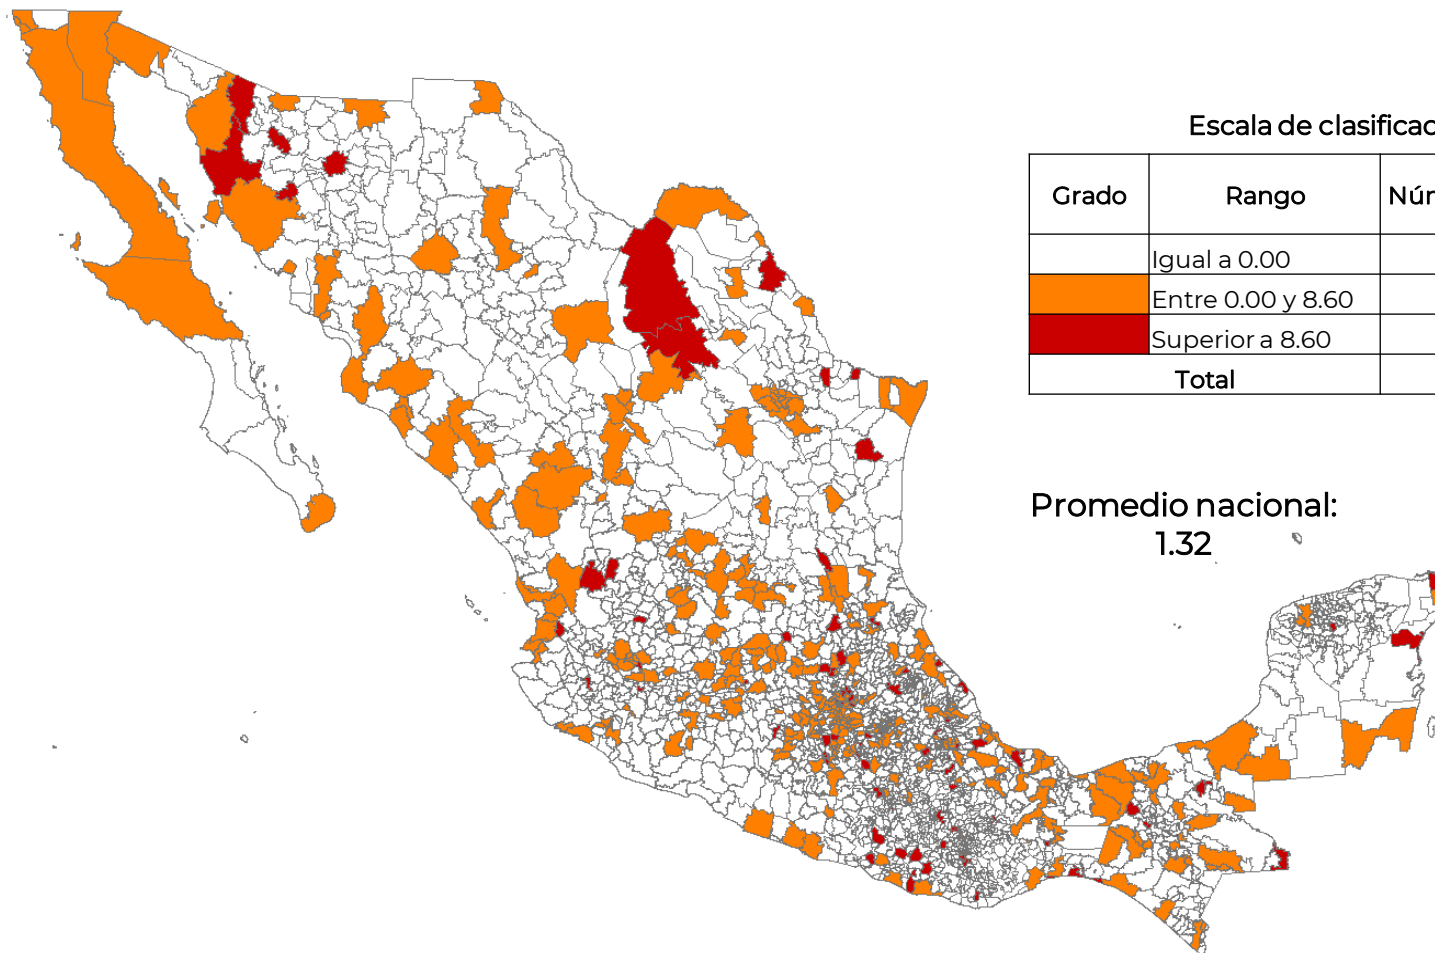 Escala de clasificac
Grado Rango Núr
Igual a 0.00
Entre 0.00 y 8.60
Superior a 8.60
Total
Promedio nacional:
1.32